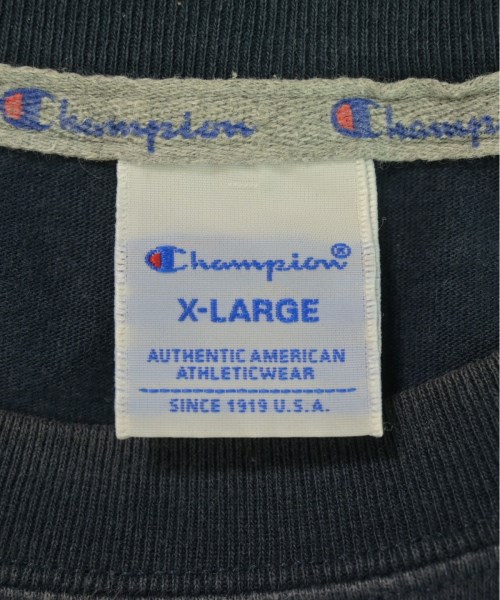 Champion Champion
Champion®
X-LARGE
AUTHENTIC AMERICAN
ATHLETICWEAR
SINCE 1919 U.S.A.